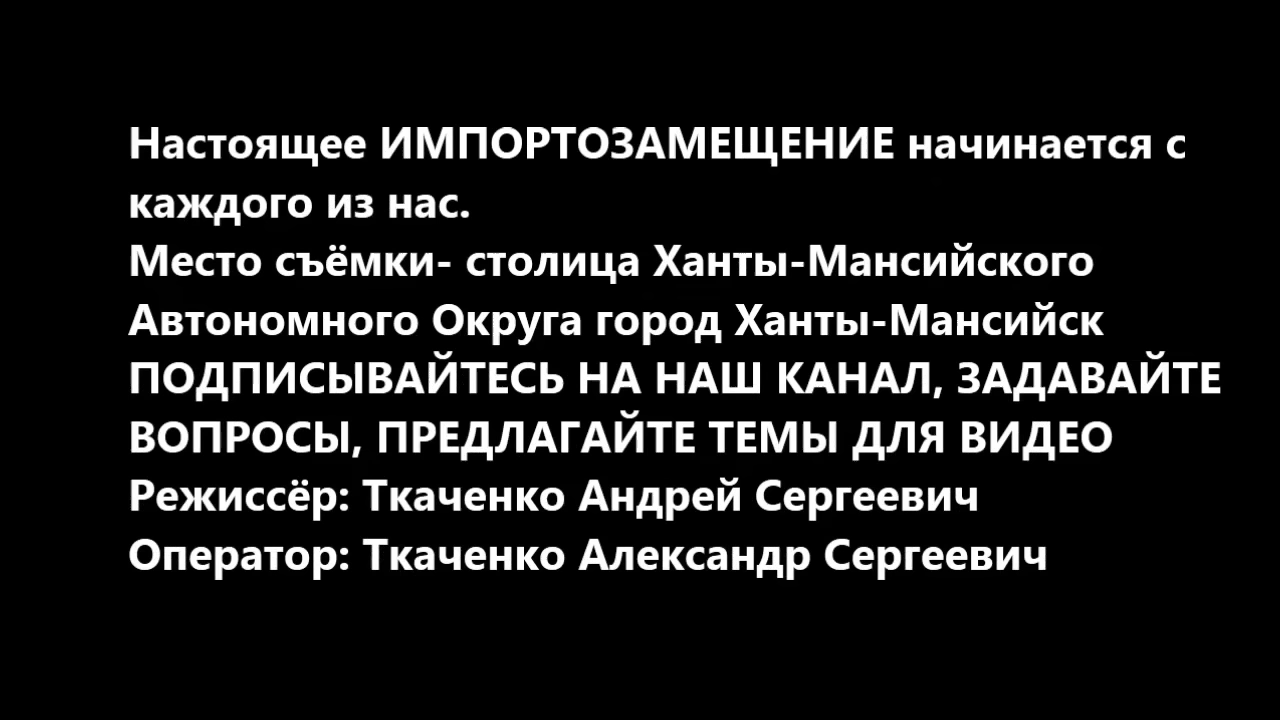 Настоящее ИМПОРТОЗАМЕЩЕНИЕ начинается с
каждого из нас.
Место съёмки- столица Ханты-Мансийского
Автономного Округа город Ханты-Мансийск
ПОДПИСЫВАЙТЕСЬ НА НАШ КАНАЛ, ЗАДАВАЙТЕ
ВОПРОСЫ, ПРЕДЛАГАЙТЕ ТЕМЫ ДЛЯ ВИДЕО
Режиссёр: Ткаченко Андрей Сергеевич
Оператор: Ткаченко Александр Сергеевич